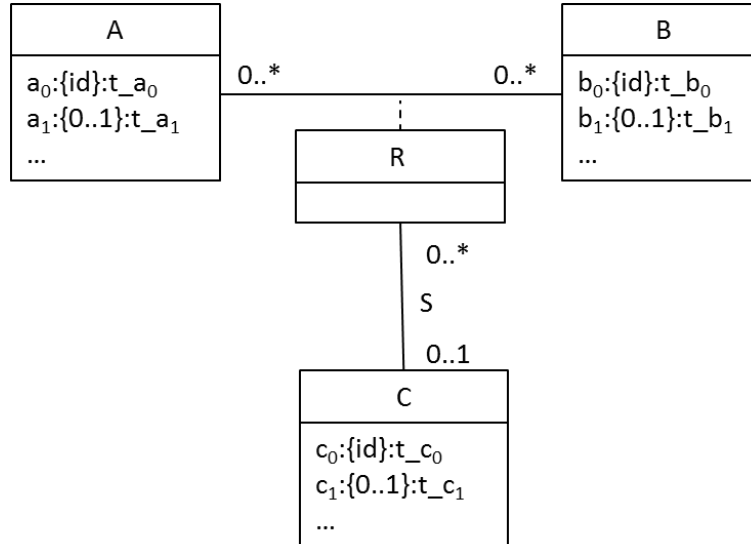 A
a₀:{id}:t_a₀
a₁:{0..1}:t_a₁
...
0..*
0..*
B
b₀:{id}:t_b₀
b₁:{0..1}:t_b₁
...
R
0..*
S
0..1
C
c₀:{id}:t_c₀
c₁:{0..1}:t_c₁
...